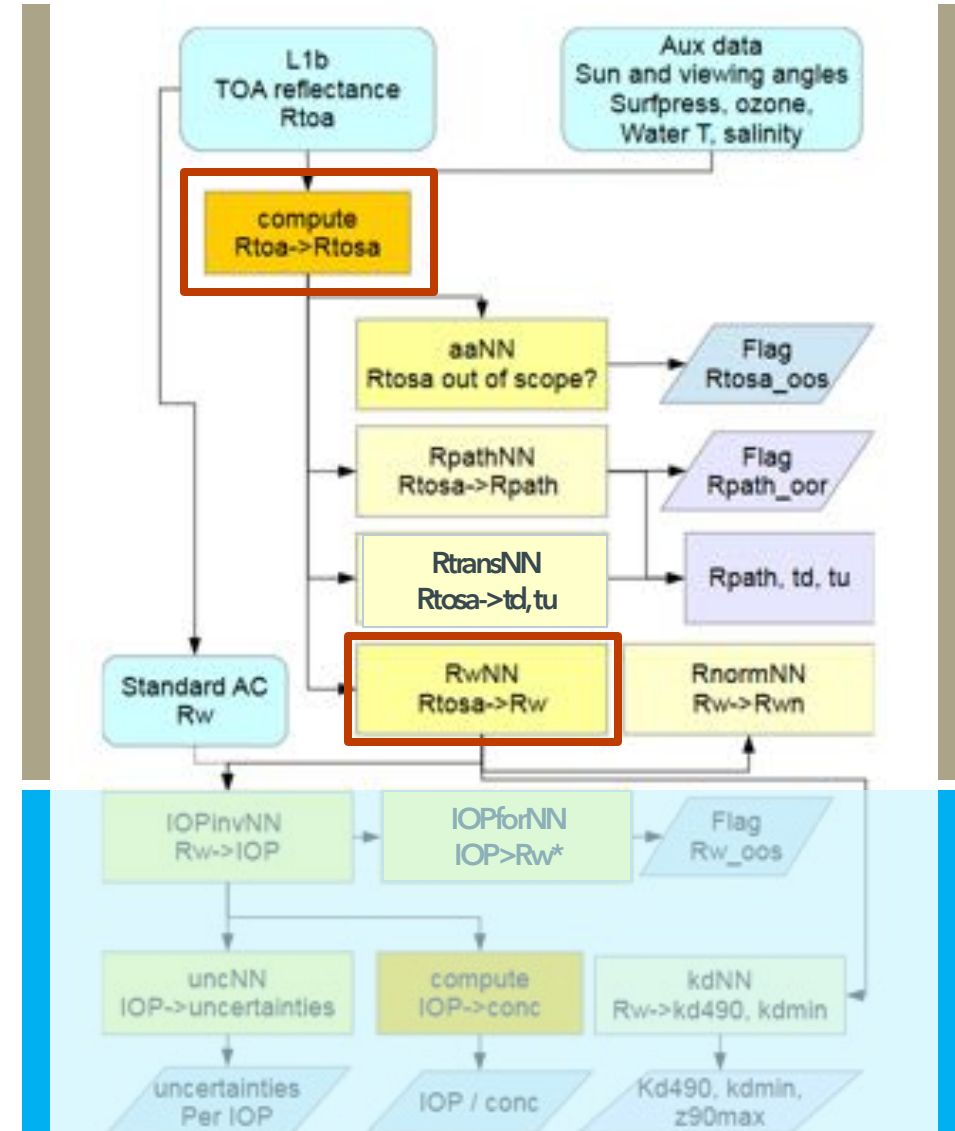 L1b
TOA reflectance
Rtoa
Aux data
Sun and viewing angles
Surfpress, ozone,
Water T, salinity
compute
Rtoa->Rtosa
aaNN
Rtosa out of scope?
Flag
Rtosa_oos
RpathNN
Rtosa->Rpath
Flag
Rpath_oor
RtransNN
Rtosa->td,tu
Rpath, td, tu
Standard AC
Rw
RwNN
Rtosa->Rw
RnormNN
Rw->Rwn
IOPinvNN
Rw->IOP
IOPforNN
IOP>Rw*
Flag
Rw_oos
uncNN
IOP->uncertainties
compute
IOP->conc
kdNN
Rw->kd490, kdmin
uncertainties
Per IOP
IOP / conc
Kd490, kdmin,
z90max